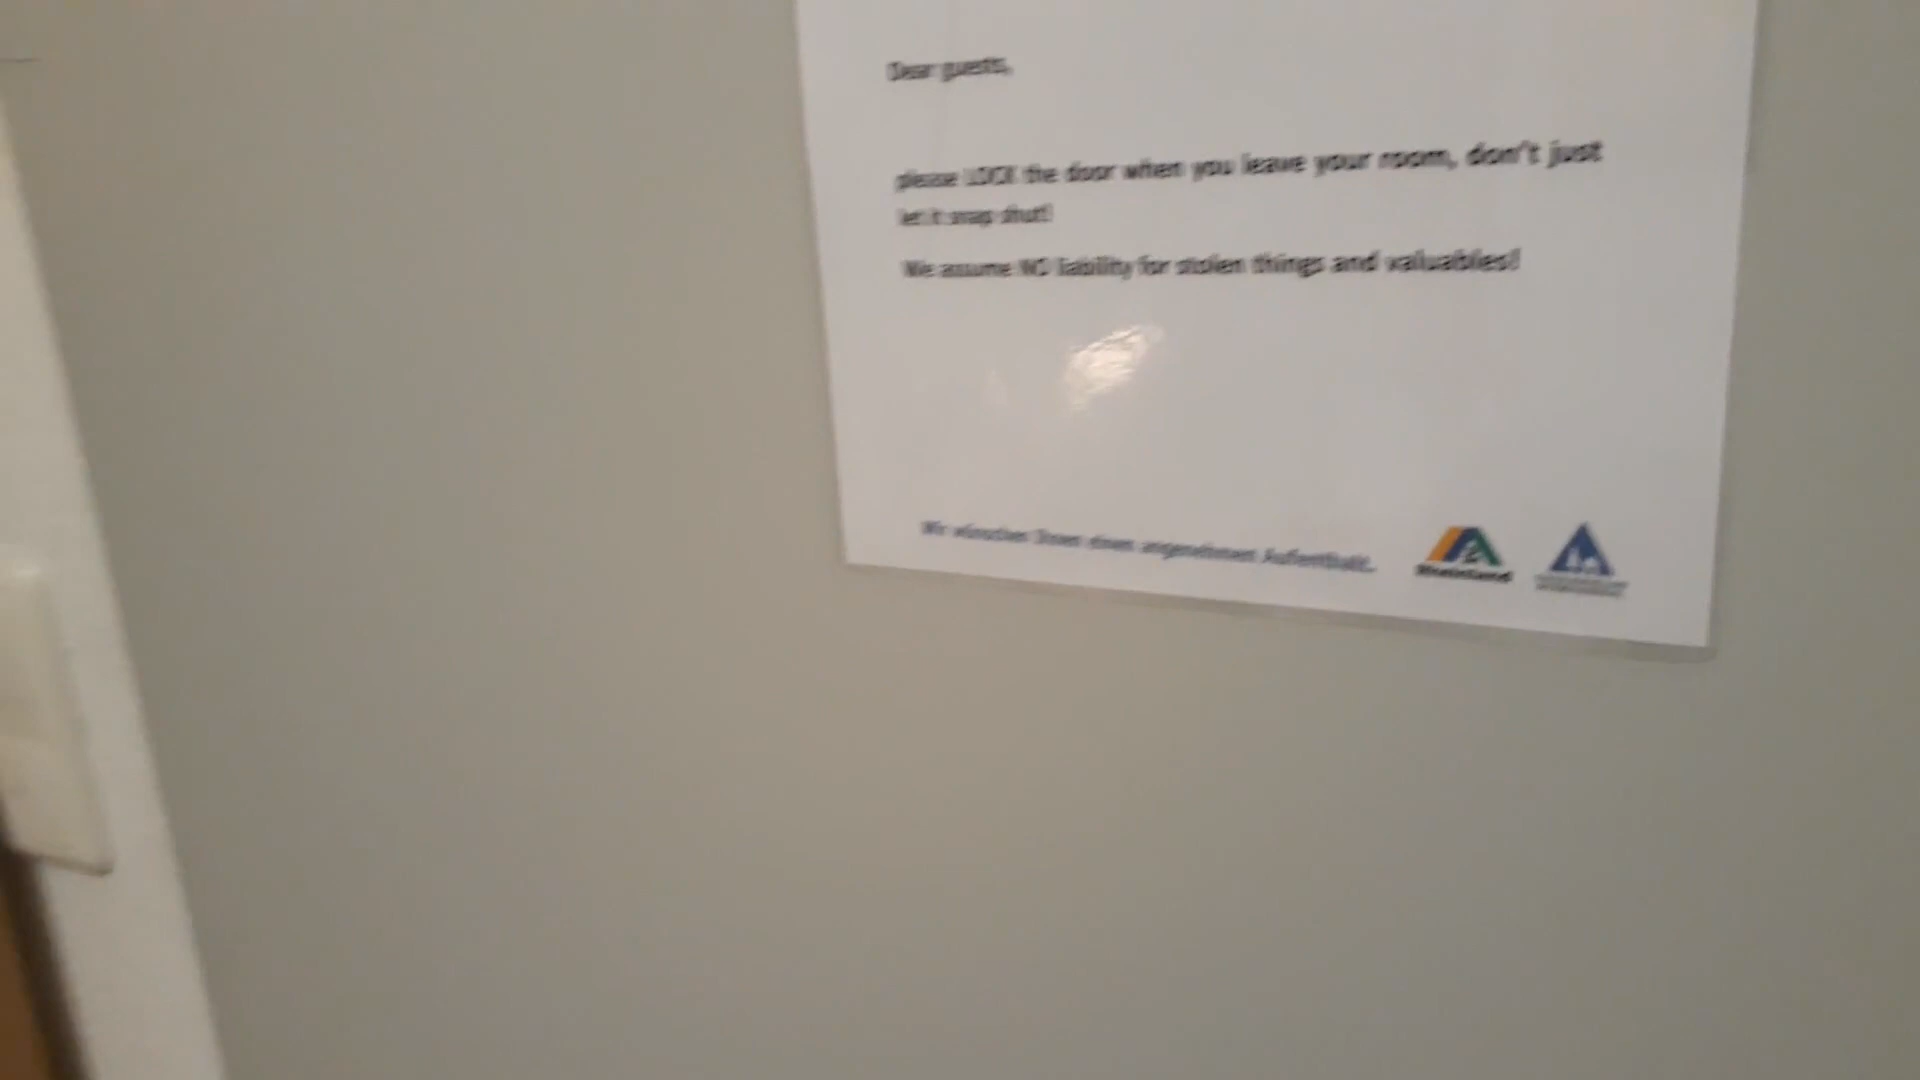 Dear guests,
please LOCK the door when you leave your room, don't just
let it snap shut!
We assume NO liability for stolen things and valuables!
Wir wünschen Ihnen einen angenehmen Aufenthalt.
Rheinland